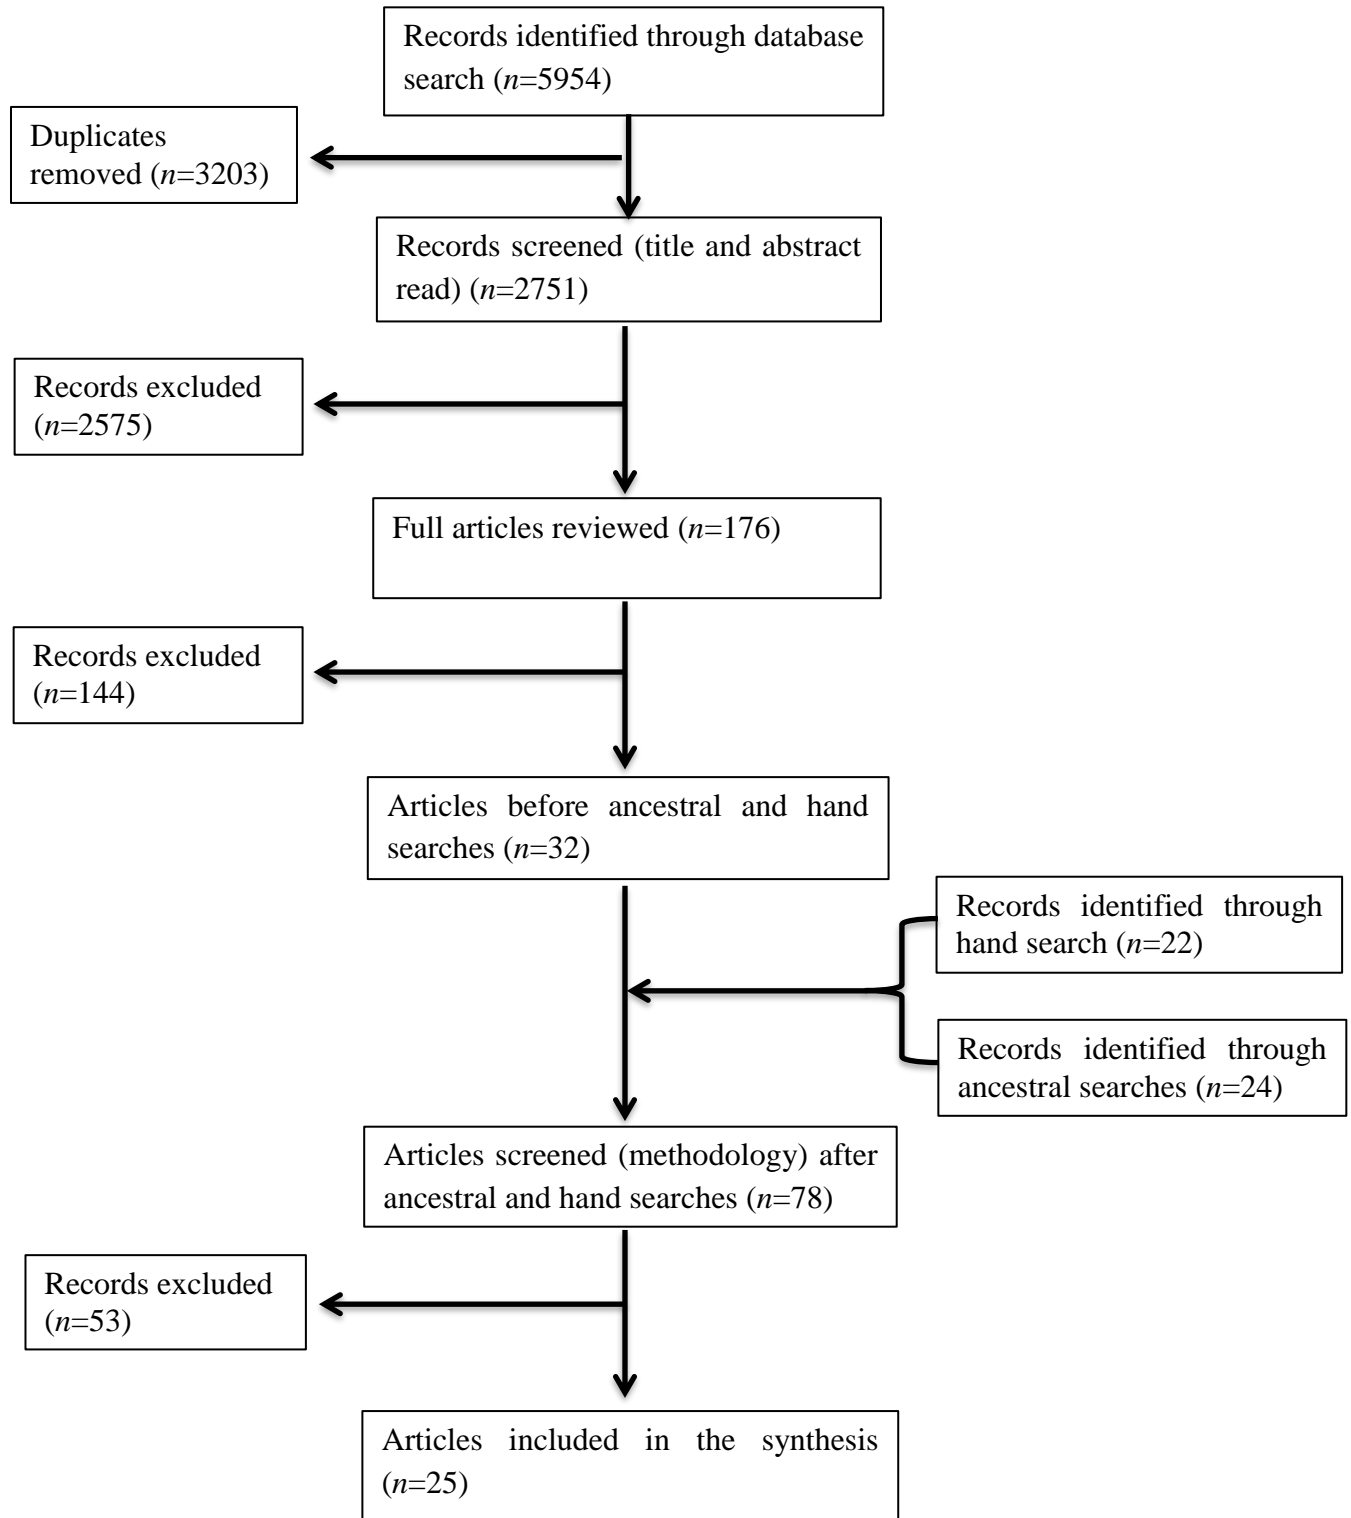 Records identified through database
search (n=5954)
Duplicates
removed (n=3203)
Records screened (title and abstract
read) (n=2751)
Records excluded
(n=2575)
Full articles reviewed (n=176)
Records excluded
(n=144)
Articles before ancestral and hand
searches (n=32)
Records identified through
hand search (n=22)
Records identified through
ancestral searches (n=24)
Articles screened (methodology) after
ancestral and hand searches (n=78)
Records excluded
(n=53)
Articles included in the synthesis
(n=25)